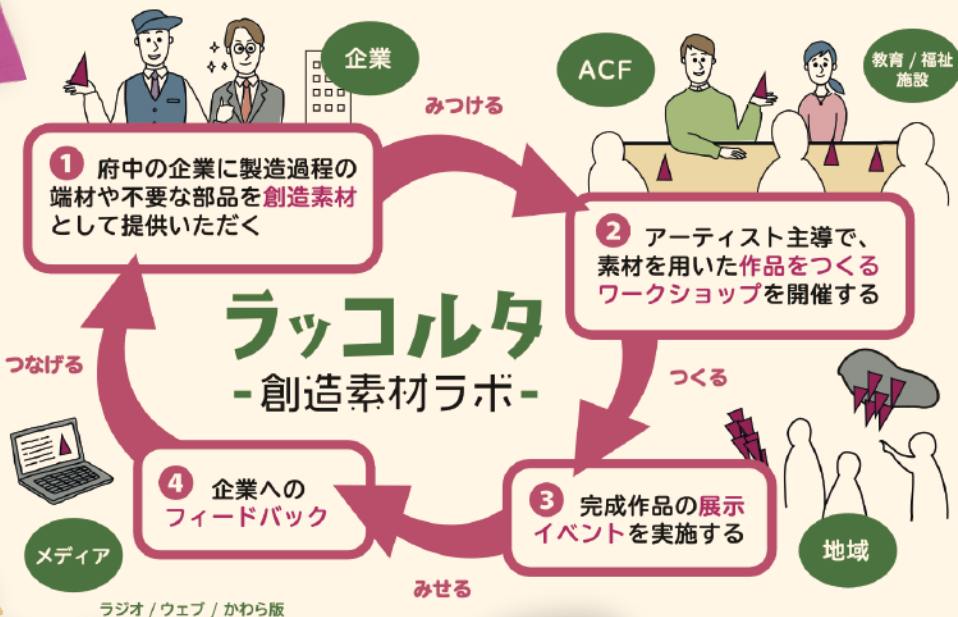 企業
ACF
教育 / 福祉
施設
みつける
1 府中の企業に製造過程の
端材や不要な部品を創造素材
として提供いただく
2 アーティスト主導で、
素材を用いた作品をつくる
ワークショップを開催する
ラッコルタ
-創造素材ラボ-
つなげる
つくる
4 企業への
フィードバック
3 完成作品の展示
イベントを実施する
メディア
地域
みせる
ラジオ / ウェブ / かわら版